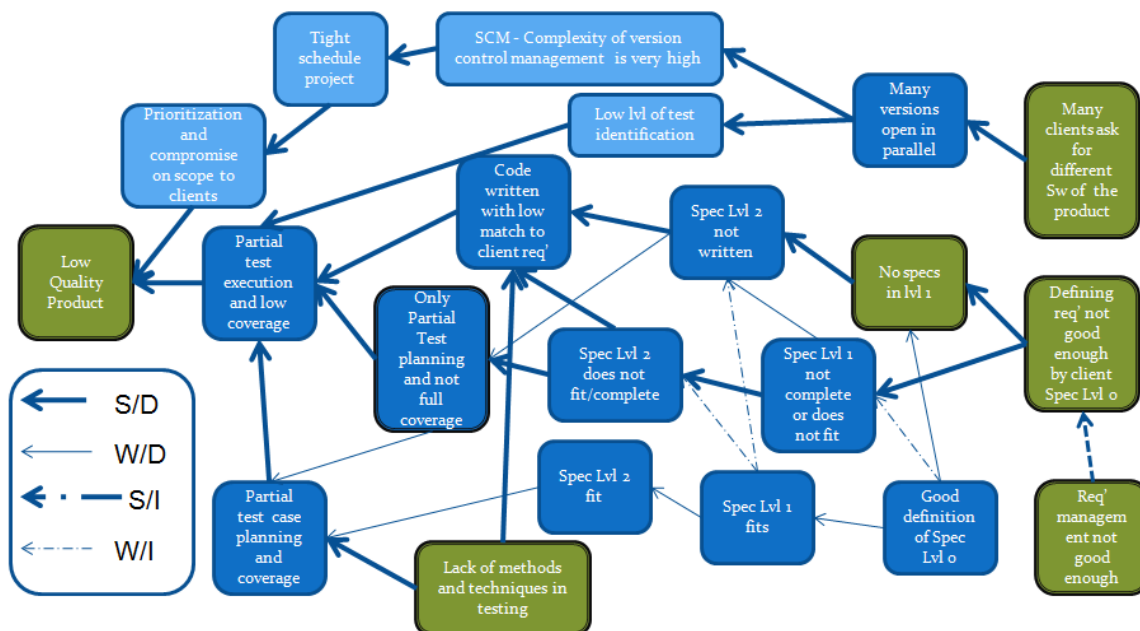 Tight
schedule
project
SCM - Complexity of version
control management is very high
Many
versions
open in
parallel
Many
clients ask
for
different
Sw of the
product
Prioritization
and
compromise
on scope to
clients
Low lvl of test
identification
Code
written
with low
match to
client req'
Spec Lvl 2
not
written
Low
Quality
Product
Partial
test
execution
and low
coverage
Only
Partial
Test
planning
and not
full
coverage
Spec Lvl 2
does not
fit/complete
Spec Lvl 1
not
complete
or does
not fit
No specs
in lvl 1
Defining
req' not
good
enough
by client
Spec Lvl 0
S/D
W/D
S/I
W/I
Partial
test case
planning
and
coverage
Spec Lvl 2
fit
Spec Lvl 1
fits
Good
definition
of Spec
Lvl 0
Req'
managem
ent not
good
enough
Lack of methods
and techniques in
testing